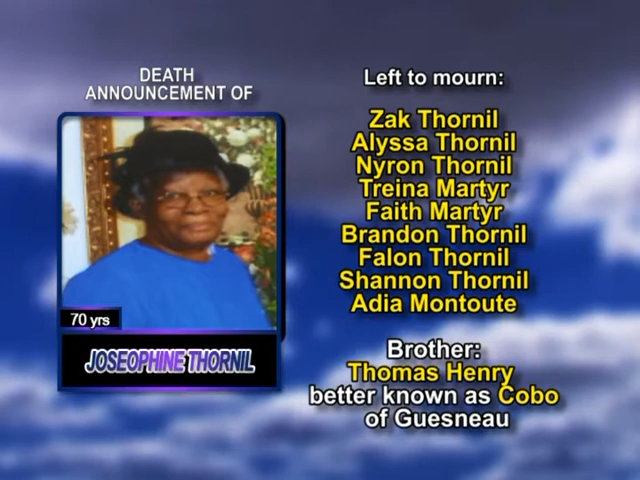 DEATH
ANNOUNCEMENT OF
70 yrs
JOSEOPHINE THORNIL
Left to mourn:
Zak Thornil
Alyssa Thornil
Nyron Thornil
Treina Martyr
Faith Martyr
Brandon Thornil
Falon Thornil
Shannon Thornil
Adia Montoute
Brother:
Thomas Henry
better known as Cobo
of Guesneau